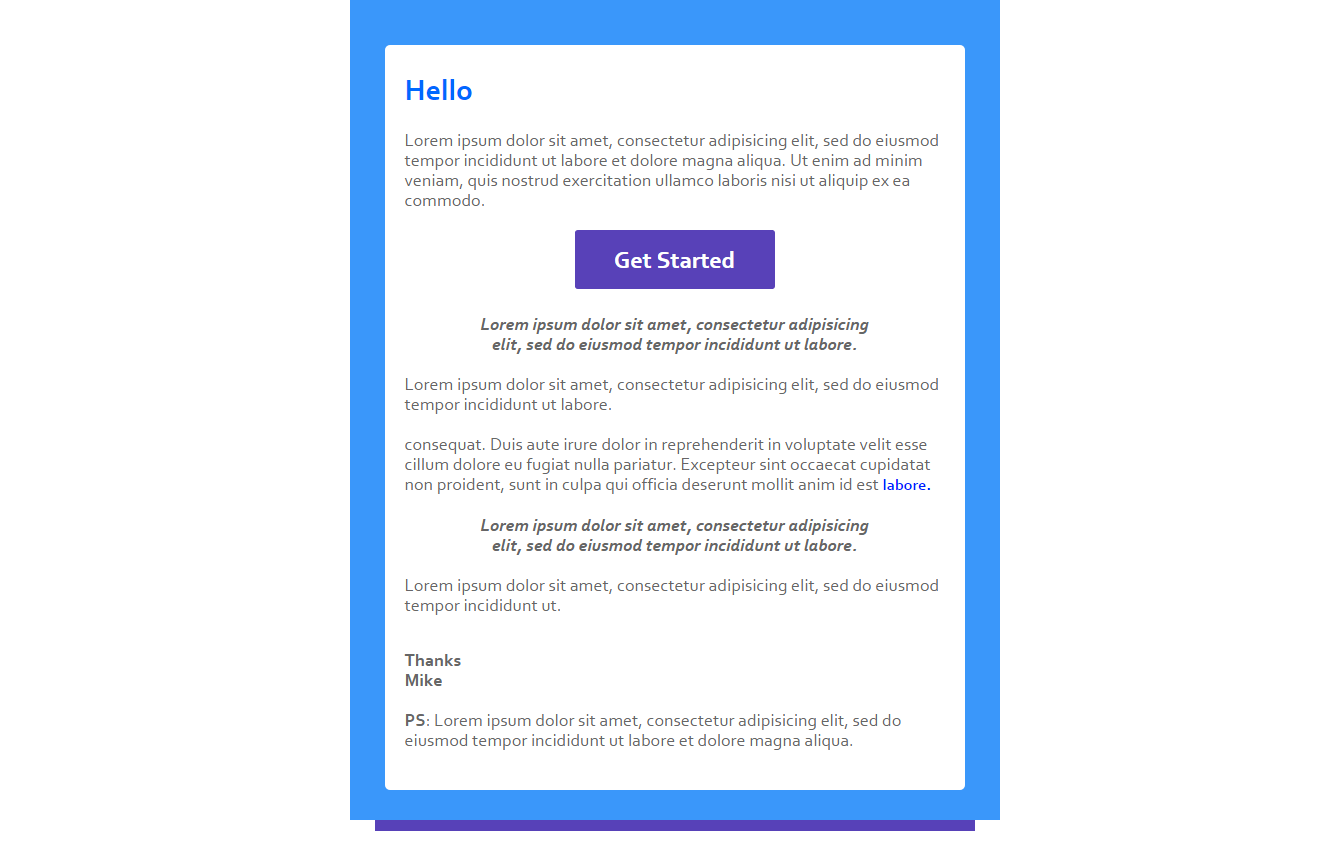 Hello
Lorem ipsum dolor sit amet, consectetur adipisicing elit, sed do eiusmod
tempor incididunt ut labore et dolore magna aliqua. Ut enim ad minim
veniam, quis nostrud exercitation ullamco laboris nisi ut aliquip ex ea
commodo.
Get Started
Lorem ipsum dolor sit amet, consectetur adipisicing
elit, sed do eiusmod tempor incididunt ut labore.
Lorem ipsum dolor sit amet, consectetur adipisicing elit, sed do eiusmod
tempor incididunt ut labore.
consequat. Duis aute irure dolor in reprehenderit in voluptate velit esse
cillum dolore eu fugiat nulla pariatur. Excepteur sint occaecat cupidatat
non proident, sunt in culpa qui officia deserunt mollit anim id est labore.
Lorem ipsum dolor sit amet, consectetur adipisicing
elit, sed do eiusmod tempor incididunt ut labore.
Lorem ipsum dolor sit amet, consectetur adipisicing elit, sed do eiusmod
tempor incididunt ut.
Thanks
Mike
PS: Lorem ipsum dolor sit amet, consectetur adipisicing elit, sed do
eiusmod tempor incididunt ut labore et dolore magna aliqua.